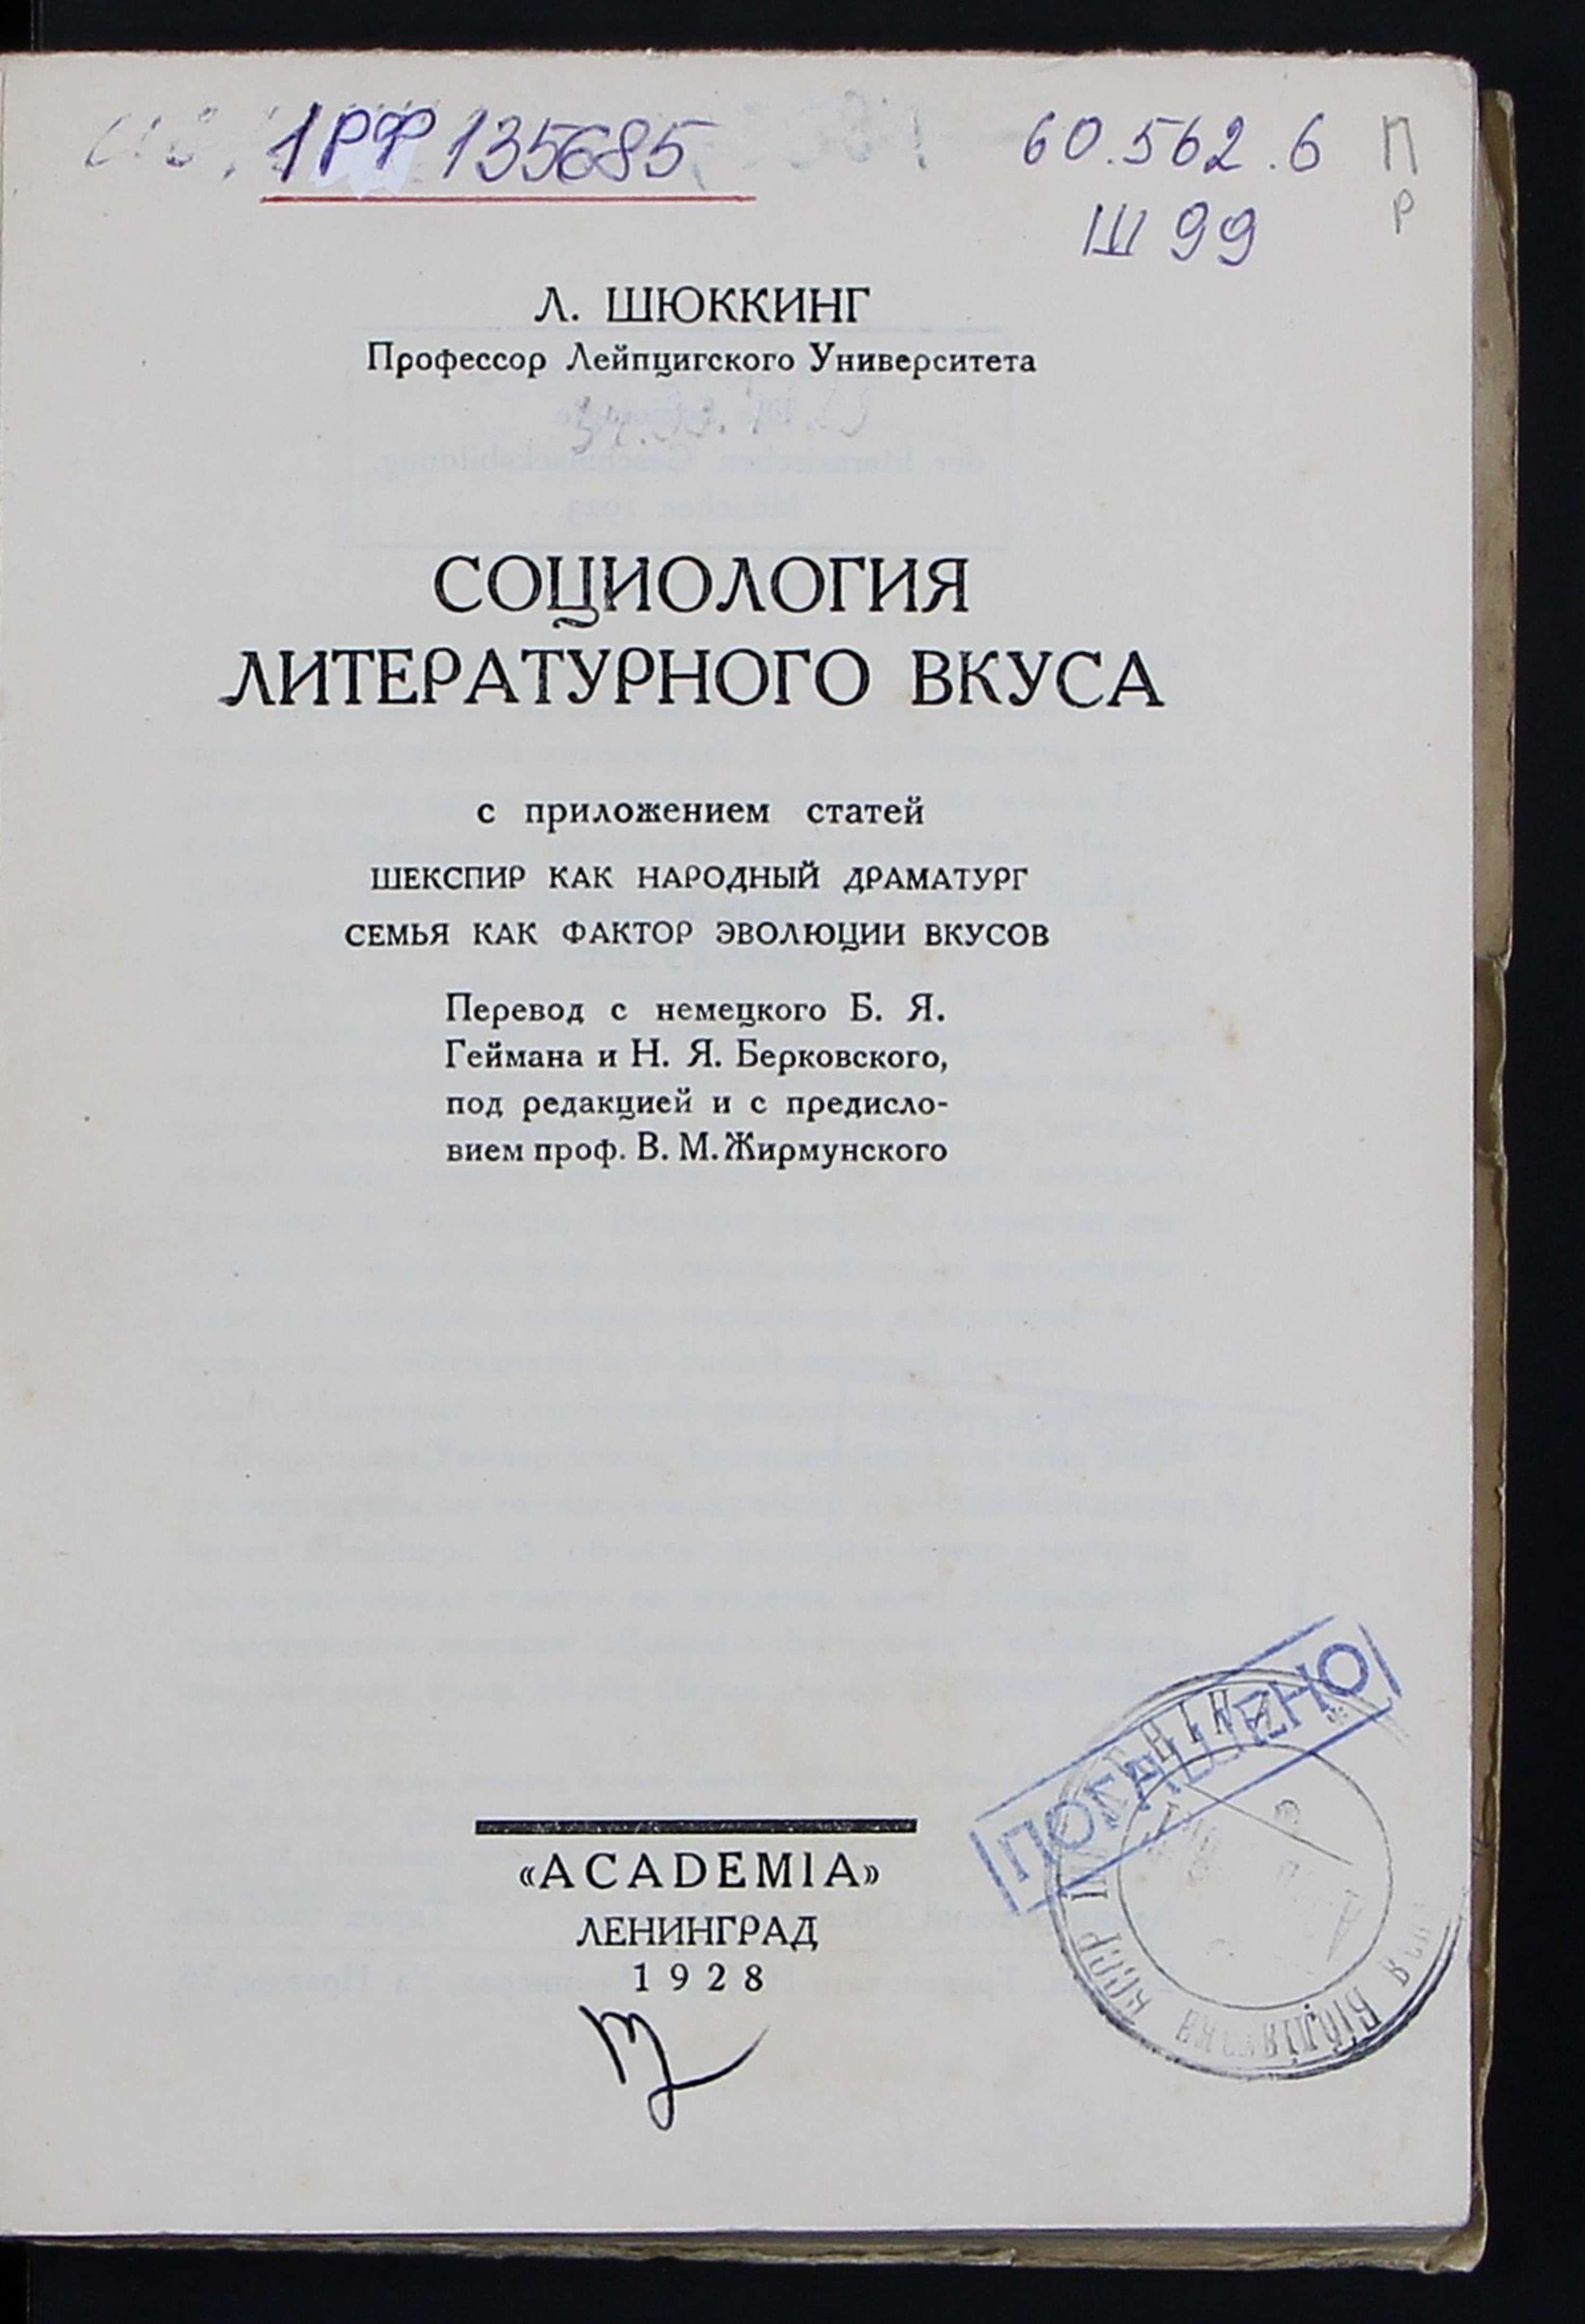 1РФ 135685
60.562.6 П
Ш 99 Р
Л. ШЮККИНГ
Профессор Лейпцигского Университета
СОЦИОЛОГИЯ
ЛИТЕРАТУРНОГО ВКУСА
с приложением статей
ШЕКСПИР КАК НАРОДНЫЙ ДРАМАТУРГ
СЕМЬЯ КАК ФАКТОР ЭВОЛЮЦИИ ВКУСОВ
Перевод с немецкого Б. Я.
Геймана и Н. Я. Берковского,
под редакцией и с предисло-
вием проф. В. М. Жирмунского
ПОГАШЕНО
«ACADEMIA»
ЛЕНИНГРАД
1928